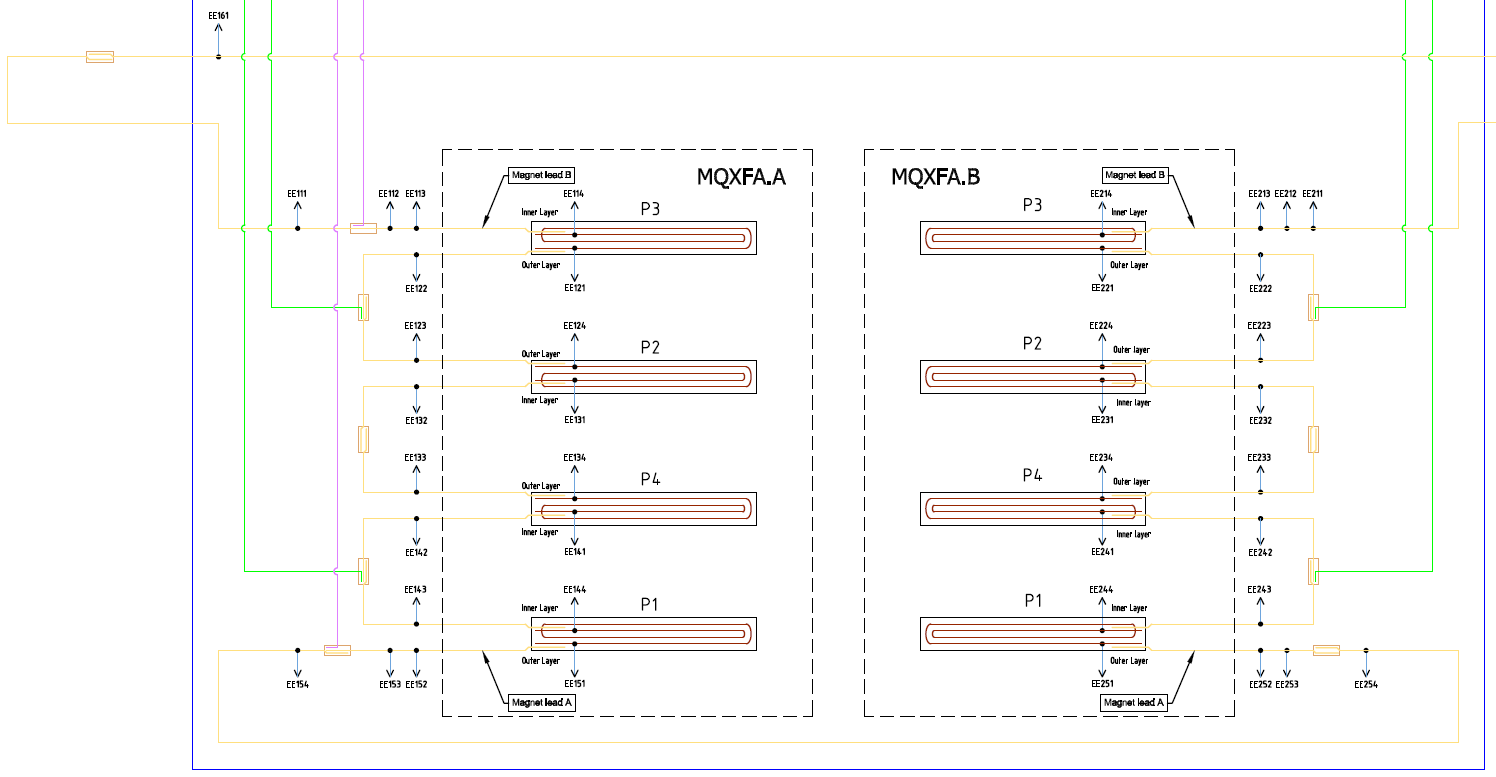 EE161
Magnet lead B
MQXFA.A
MQXFA.B
Magnet lead B
EE111
EE112
EE113
EE114
P3
P3
EE214
EE213
EE212
EE211
Inner Layer
Inner Layer
Outer Layer
Outer Layer
EE122
EE121
EE221
EE222
EE123
EE124
P2
P2
EE224
EE223
Outer Layer
Outer layer
Inner Layer
Inner layer
EE132
EE131
EE231
EE232
EE133
EE134
P4
P4
EE234
EE233
Outer Layer
Outer layer
Inner Layer
Inner layer
EE142
EE141
EE241
EE242
EE143
EE144
P1
P1
EE244
EE243
Inner Layer
Inner layer
Outer Layer
Outer Layer
EE154
EE153
EE152
EE151
EE251
EE252
EE253
EE254
Magnet lead A
Magnet lead A